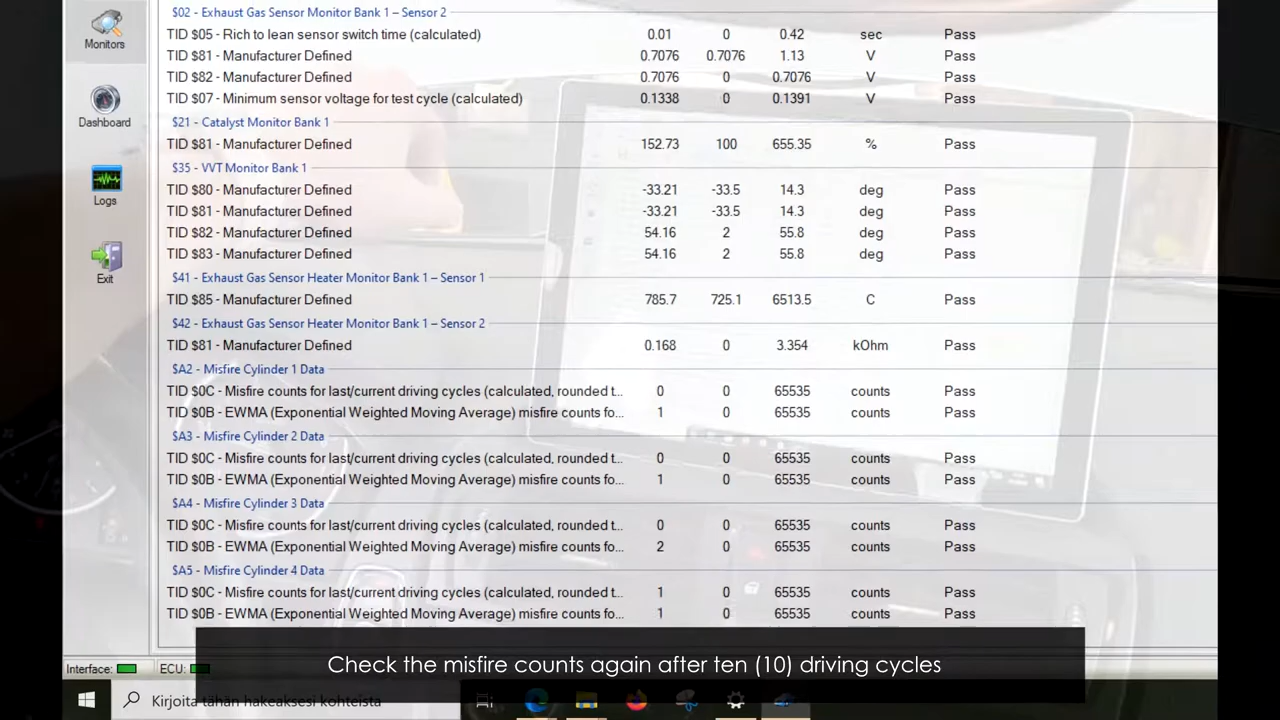 Monitors
Dashboard
Logs
Exit
$02 - Exhaust Gas Sensor Monitor Bank 1 – Sensor 2
TID $05 - Rich to lean sensor switch time (calculated) 0.01 0 0.42 sec Pass
TID $81 - Manufacturer Defined 0.7076 0.7076 1.13 V Pass
TID $82 - Manufacturer Defined 0.7076 0 0.7076 V Pass
TID $07 - Minimum sensor voltage for test cycle (calculated) 0.1338 0 0.1391 V Pass
$21 - Catalyst Monitor Bank 1
TID $81 - Manufacturer Defined 152.73 100 655.35 % Pass
$35 - VVT Monitor Bank 1
TID $80 - Manufacturer Defined -33.21 -33.5 14.3 deg Pass
TID $81 - Manufacturer Defined -33.21 -33.5 14.3 deg Pass
TID $82 - Manufacturer Defined 54.16 2 55.8 deg Pass
TID $83 - Manufacturer Defined 54.16 2 55.8 deg Pass
$41 - Exhaust Gas Sensor Heater Monitor Bank 1 – Sensor 1
TID $85 - Manufacturer Defined 785.7 725.1 6513.5 C Pass
$42 - Exhaust Gas Sensor Heater Monitor Bank 1 – Sensor 2
TID $81 - Manufacturer Defined 0.168 0 3.354 kOhm Pass
$A2 - Misfire Cylinder 1 Data
TID $0C - Misfire counts for last/current driving cycles (calculated, rounded t... 0 0 65535 counts Pass
TID $0B - EWMA (Exponential Weighted Moving Average) misfire counts fo... 1 0 65535 counts Pass
$A3 - Misfire Cylinder 2 Data
TID $0C - Misfire counts for last/current driving cycles (calculated, rounded t... 0 0 65535 counts Pass
TID $0B - EWMA (Exponential Weighted Moving Average) misfire counts fo... 1 0 65535 counts Pass
$A4 - Misfire Cylinder 3 Data
TID $0C - Misfire counts for last/current driving cycles (calculated, rounded t... 0 0 65535 counts Pass
TID $0B - EWMA (Exponential Weighted Moving Average) misfire counts fo... 2 0 65535 counts Pass
$A5 - Misfire Cylinder 4 Data
TID $0C - Misfire counts for last/current driving cycles (calculated, rounded t... 1 0 65535 counts Pass
TID $0B - EWMA (Exponential Weighted Moving Average) misfire counts fo... 1 0 65535 counts Pass
Interface: ECU:
Check the misfire counts again after ten (10) driving cycles
Kirjoita tähän hakeaksesi kohteista